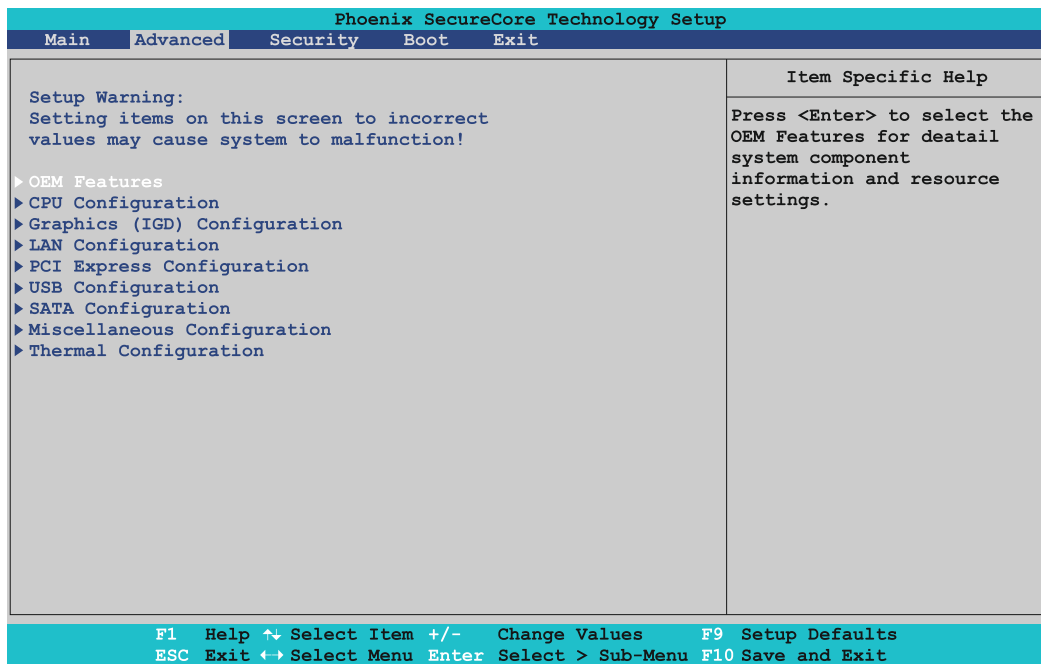 Phoenix SecureCore Technology Setup
Main Advanced Security Boot Exit
Setup Warning:
Setting items on this screen to incorrect
values may cause system to malfunction!
OEM Features
CPU Configuration
Graphics (IGD) Configuration
LAN Configuration
PCI Express Configuration
USB Configuration
SATA Configuration
Miscellaneous Configuration
Thermal Configuration
Item Specific Help
Press <Enter> to select the
OEM Features for deatail
system component
information and resource
settings.
F1 Help ↑↓ Select Item +/- Change Values F9 Setup Defaults
ESC Exit ←→ Select Menu Enter Select > Sub-Menu F10 Save and Exit